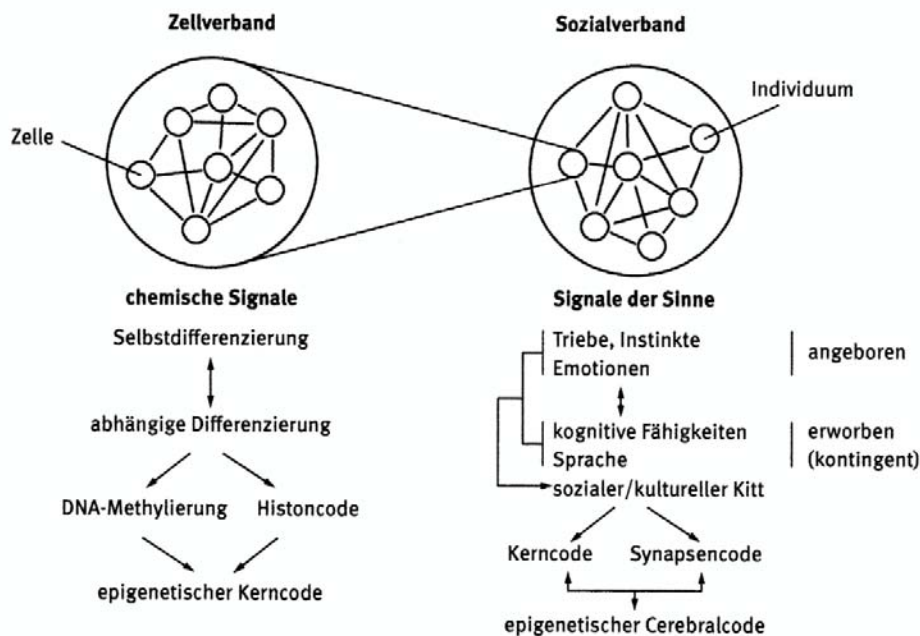 Zellverband
Sozialverband
Zelle
Individuum
chemische Signale
Signale der Sinne
Selbstdifferenzierung
Triebe, Instinkte
Emotionen
angeboren
abhängige Differenzierung
kognitive Fähigkeiten
Sprache
erworben
(kontingent)
sozialer/kultureller Kitt
DNA-Methylierung
Histoncode
Kerncode
Synapsencode
epigenetischer Kerncode
epigenetischer Cerebralcode